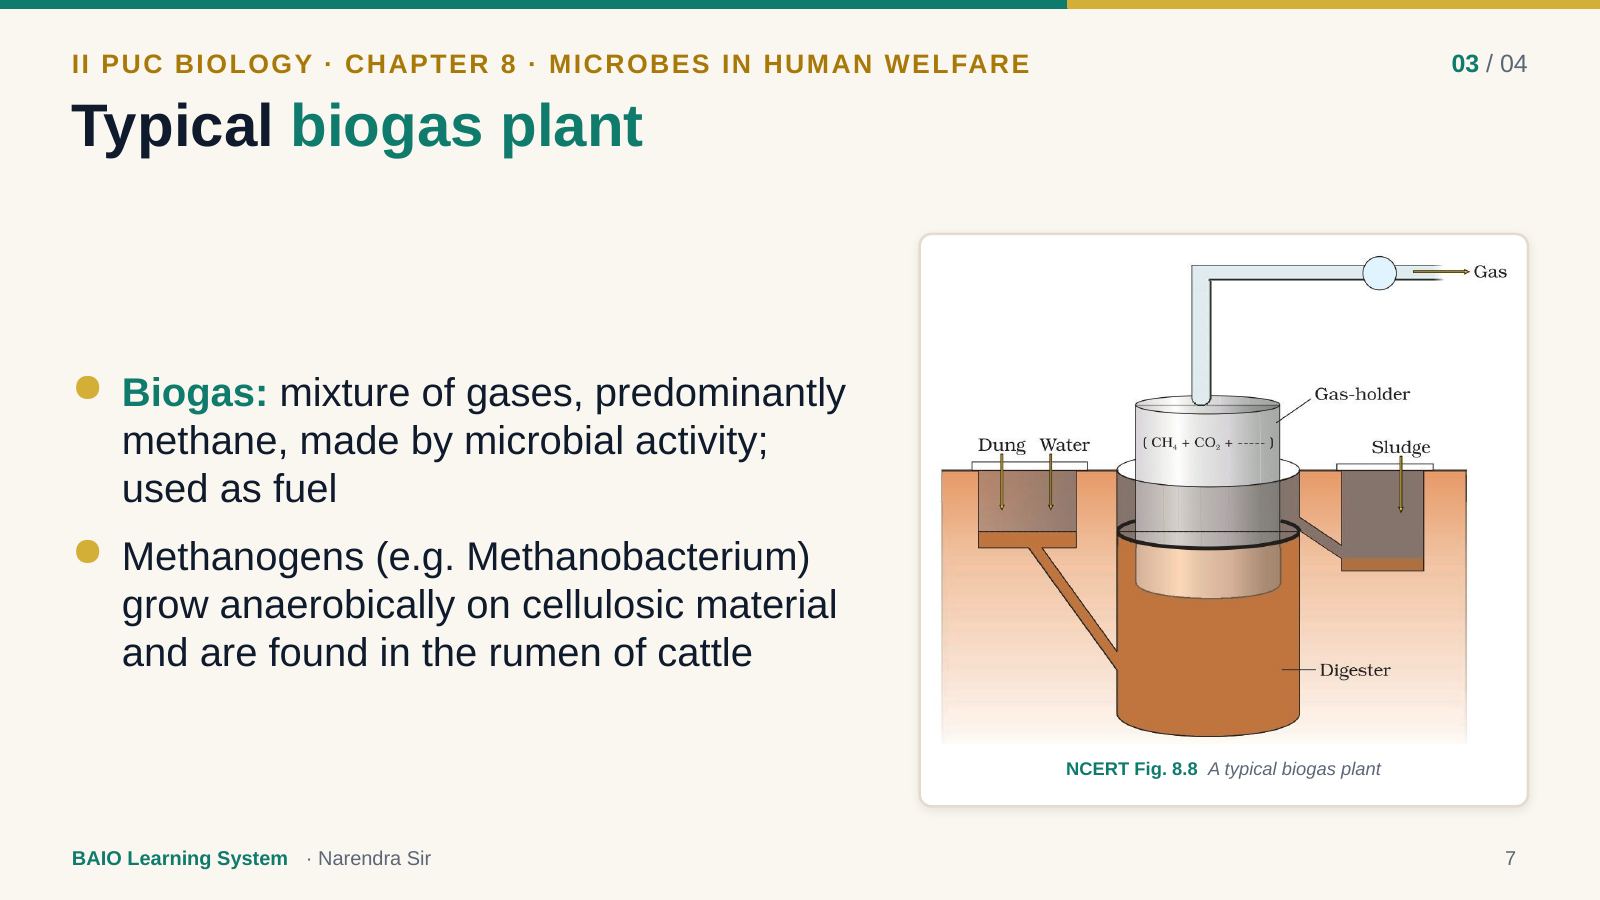 II PUC BIOLOGY · CHAPTER 8 · MICROBES IN HUMAN WELFARE
03 / 04
Typical biogas plant
Biogas: mixture of gases, predominantly
methane, made by microbial activity;
used as fuel
Methanogens (e.g. Methanobacterium)
grow anaerobically on cellulosic material
and are found in the rumen of cattle
Gas
Gas-holder
( CH₄ + CO₂ + ----- )
Dung Water
Sludge
Digester
NCERT Fig. 8.8 A typical biogas plant
BAIO Learning System · Narendra Sir
7